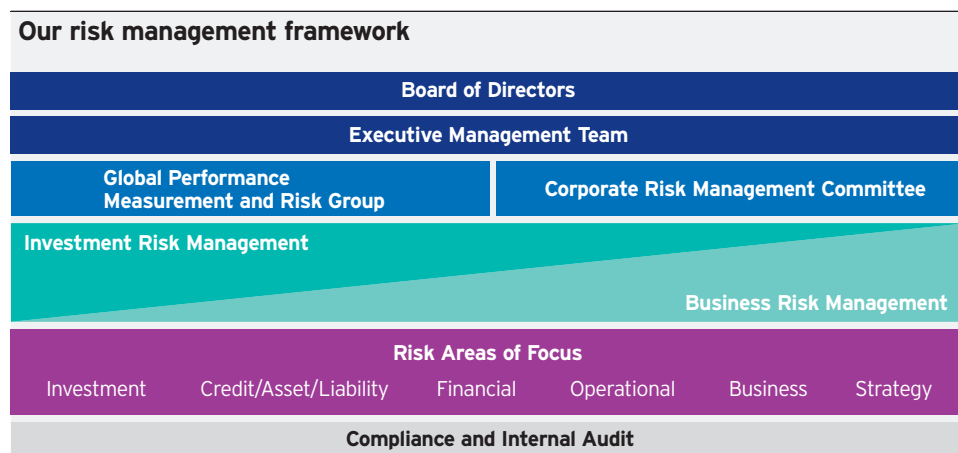 Our risk management framework
Board of Directors
Executive Management Team
Global Performance
Measurement and Risk Group
Corporate Risk Management Committee
Investment Risk Management
Business Risk Management
Risk Areas of Focus
Investment Credit/Asset/Liability Financial Operational Business Strategy
Compliance and Internal Audit